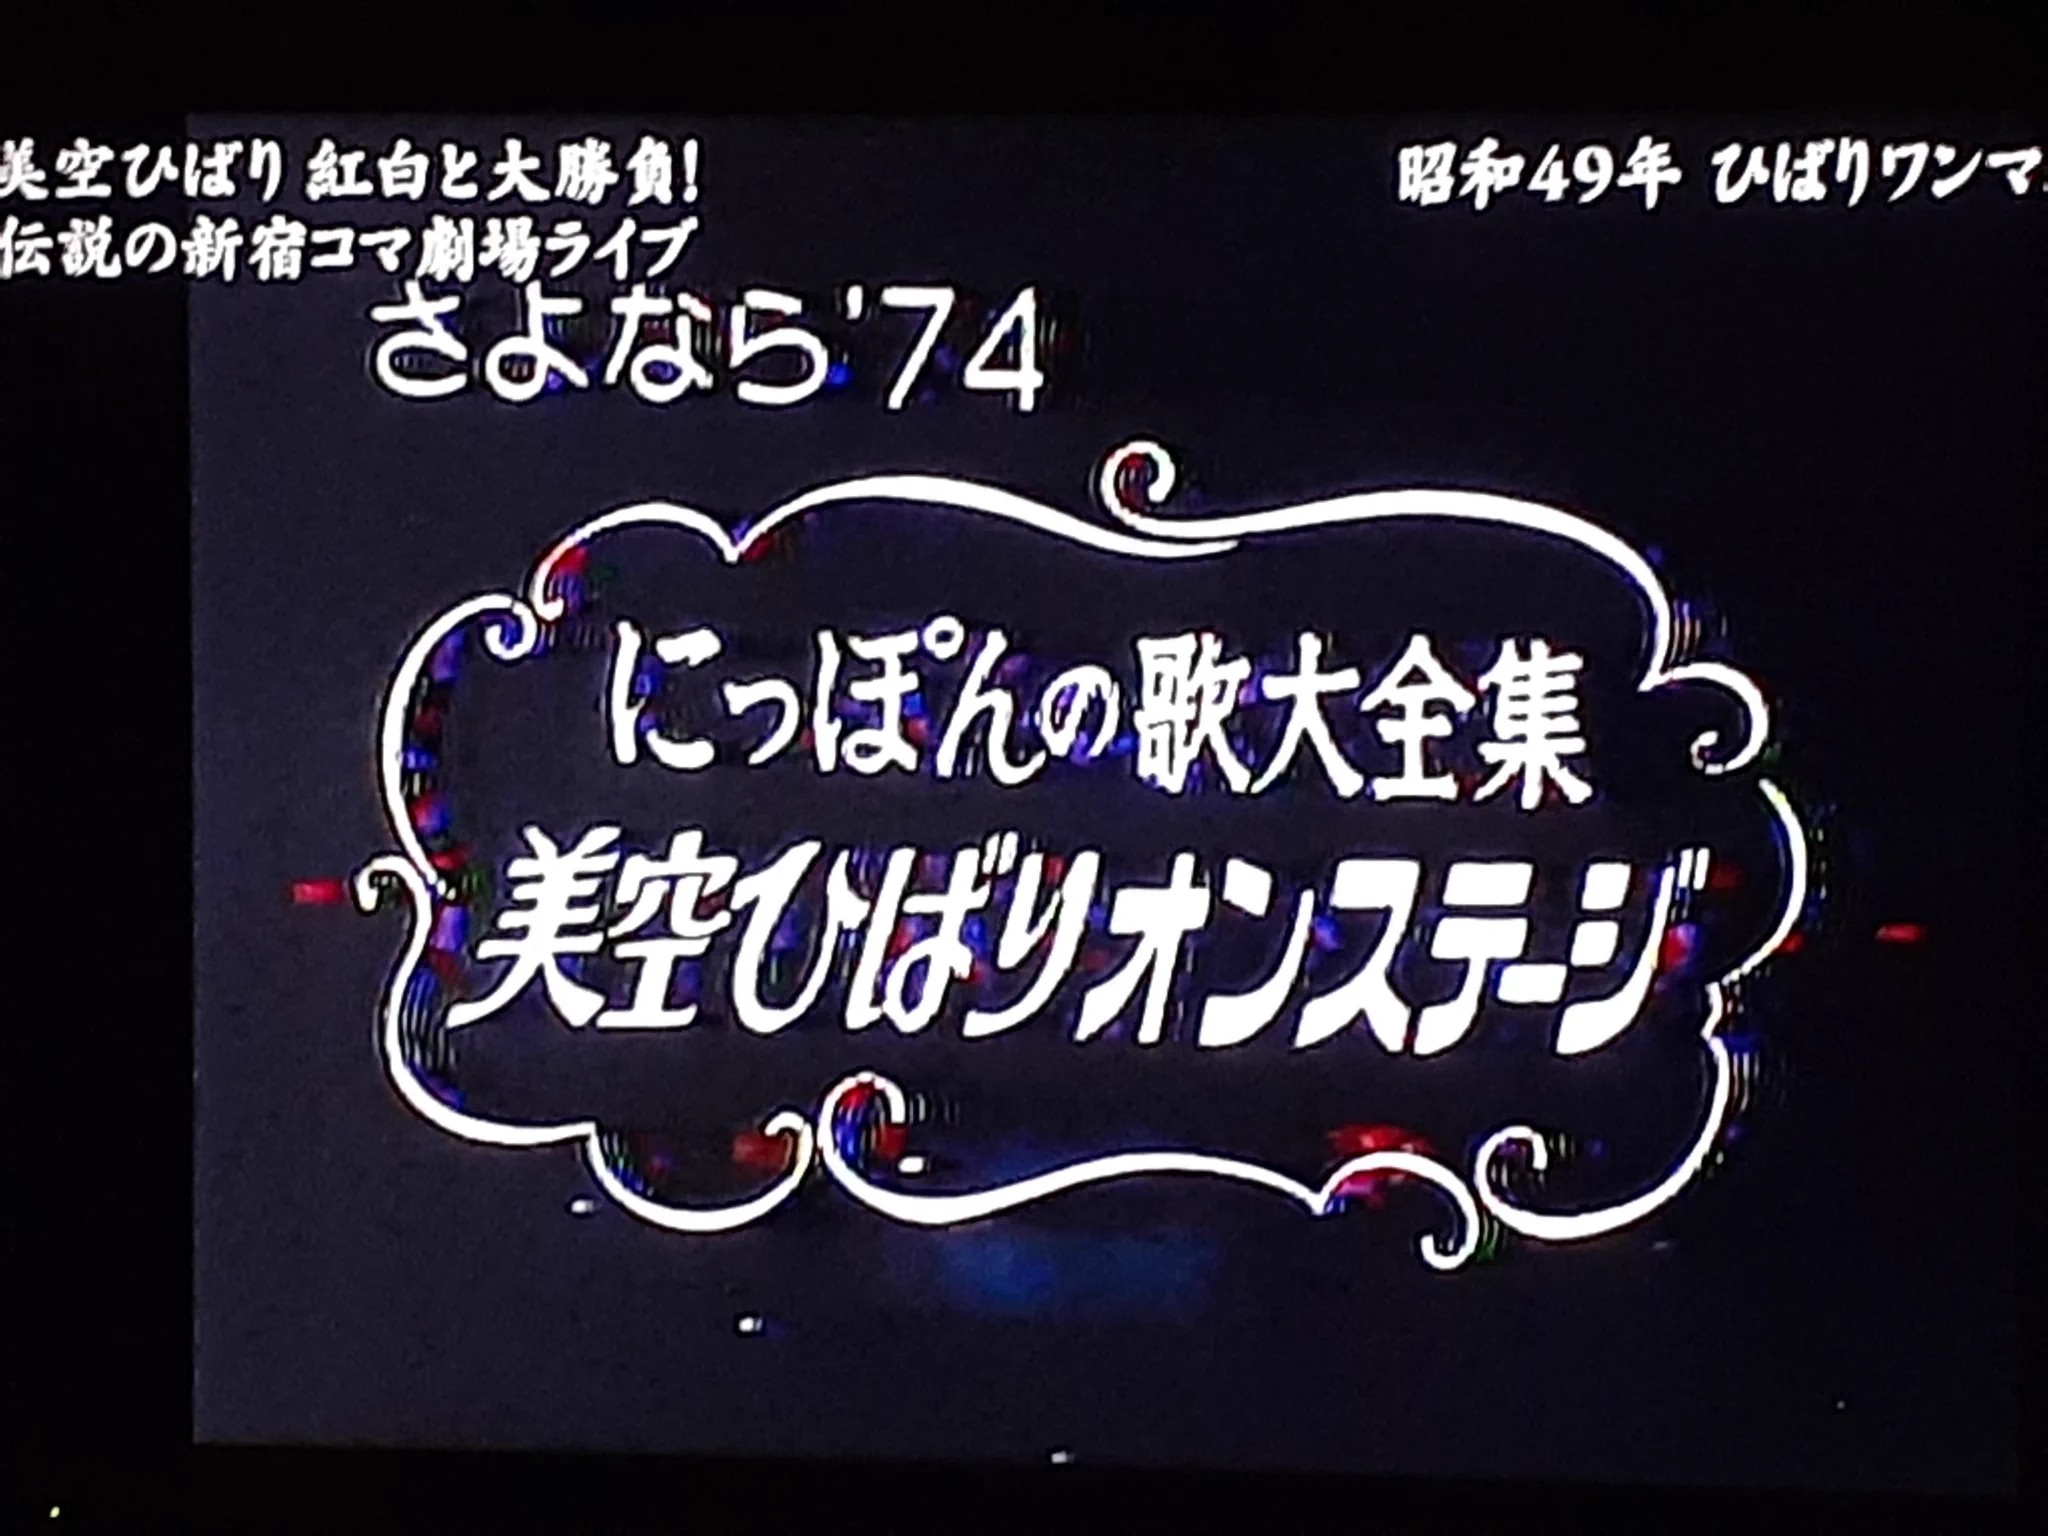 美空ひばり 紅白と大勝負!
伝説の新宿コマ劇場ライブ
昭和49年 ひばりワンマ
さよなら'74
にっぽんの歌大全集
美空ひばりオンステージ